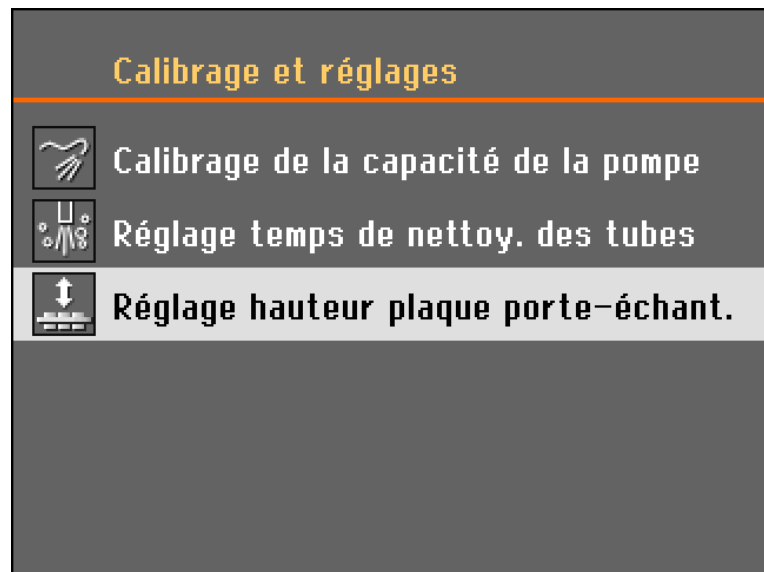 Calibrage et réglages
Calibrage de la capacité de la pompe
Réglage temps de nettoy. des tubes
Réglage hauteur plaque porte-échant.